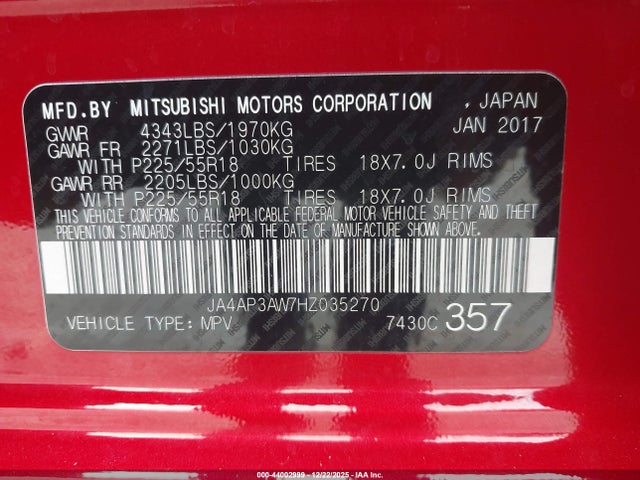 MFD.BY MITSUBISHI MOTORS CORPORATION , JAPAN
GVWR 4343LBS/1970KG JAN 2017
GAWR FR 2271LBS/1030KG
WITH P225/55R18 TIRES 18X7.0J RIMS
GAWR RR 2205LBS/1000KG
WITH P225/55R18 TIRES 18X7.0J RIMS
THIS VEHICLE CONFORMS TO ALL APPLICABLE FEDERAL MOTOR VEHICLE SAFETY AND THEFT
PREVENTION STANDARDS IN EFFECT ON THE DATE OF MANUFACTURE SHOWN ABOVE.
JA4AP3AW7HZ035270
VEHICLE TYPE: MPV 7430C 357
000-44002999 - 12/22/2025 - IAAI.COM